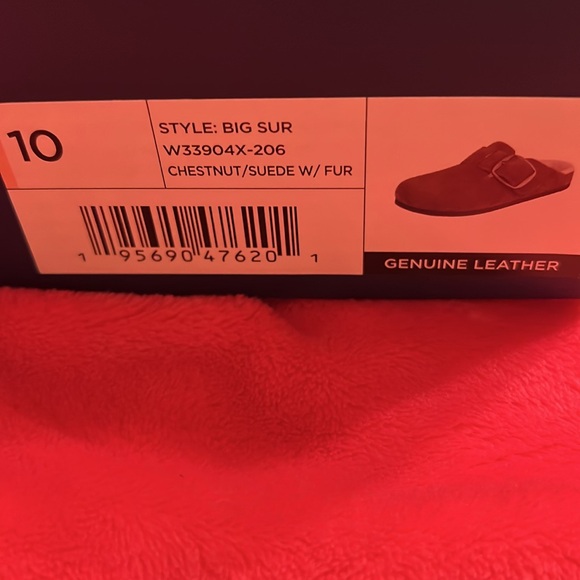 10
STYLE: BIG SUR
W33904X-206
CHESTNUT/SUEDE W/ FUR
1 95690 47620 1
GENUINE LEATHER